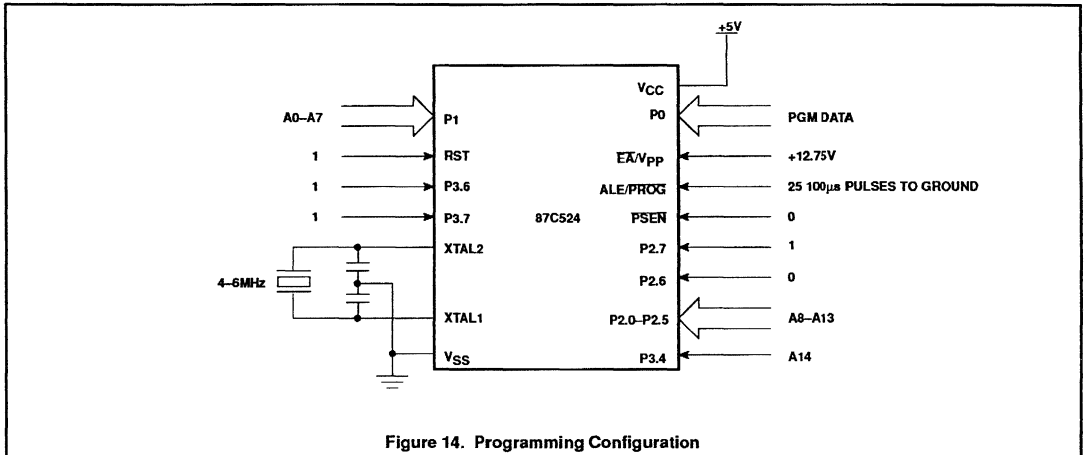 +5V
VCC
A0–A7
P1
P0
PGM DATA
1
RST
EA/VPP
+12.75V
1
P3.6
ALE/PROG
25 100µs PULSES TO GROUND
1
P3.7
87C524
PSEN
0
XTAL2
P2.7
1
4–6MHz
P2.6
0
XTAL1
P2.0–P2.5
A8–A13
VSS
P3.4
A14
Figure 14. Programming Configuration